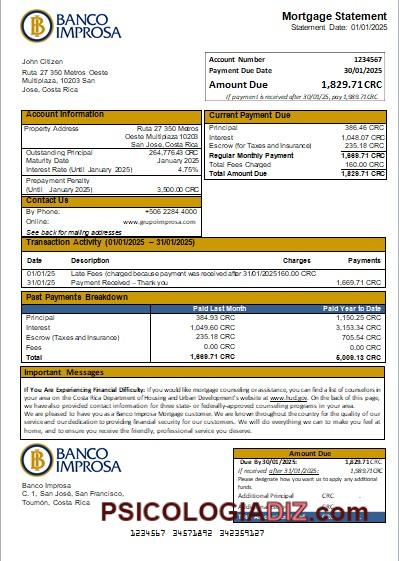 BANCO
IMPROSA
Mortgage Statement
Statement Date: 01/01/2025
John Citizen
Ruta 27 350 Metros Oeste
Multiplaza, 10203 San
Jose, Costa Rica
Account Number 1234567
Payment Due Date 30/01/2025
Amount Due 1,829.71 CRC
If payment is received after 30/01/25, pay 1,989.71 CRC
Account Information
Property Address Ruta 27 350 Metros
Oeste Multiplaza 10203
San Jose, Costa Rica
Outstanding Principal 264,776.43 CRC
Maturity Date January 2025
Interest Rate (Until January 2025) 4.75%
Prepayment Penalty
(Until January 2025) 3,500.00 CRC
Contact Us
By Phone: +506 2284 4000
Online: www.grupoimprosa.com
See back for mailing addresses
Current Payment Due
Principal 386.46 CRC
Interest 1,048.07 CRC
Escrow (for Taxes and Insurance) 235.18 CRC
Regular Monthly Payment 1,669.71 CRC
Total Fees Charged 160.00 CRC
Total Amount Due 1,829.71 CRC
Transaction Activity (01/01/2025 – 31/01/2025)
Date Description Charges Payments
01/01/25 Late Fees (charged because payment was received after 31/01/2025 160.00 CRC
31/01/25 Payment Received – Thank you 1,669.71 CRC
Past Payments Breakdown
Paid Last Month Paid Year to Date
Principal 384.93 CRC 1,150.25 CRC
Interest 1,049.60 CRC 3,153.34 CRC
Escrow (Taxes and Insurance) 235.18 CRC 705.54 CRC
Fees 0.00 CRC 0.00 CRC
Total 1,669.71 CRC 5,009.13 CRC
Important Messages
If You Are Experiencing Financial Difficulty: If you would like mortgage counseling or assistance, you can find a list of counselors in
your area on the Costa Rica Department of Housing and Urban Development's website at www.hud.gov. On the back of this page,
we have also provided contact information for three state- or federally-approved counseling programs in your area.
We are pleased to have you as a Banco Improsa Mortgage customer. We are known throughout the country for the quality of our
service and our dedication to providing financial security for our customers. We will do everything we can to make you feel at
home, and to ensure you receive the friendly, professional service you deserve.
BANCO
IMPROSA
Banco Improsa
C. 1, San José, San Francisco,
Tournón, Costa Rica
Amount Due
Due By 30/01/2025: 1,829.71 CRC
If received after 31/01/2025: 1,989.71 CRC
Please designate how you want us to apply any additional
funds.
Additional Principal CRC
PSICOLOGIADIZ.com
1234567 34571892 342359127